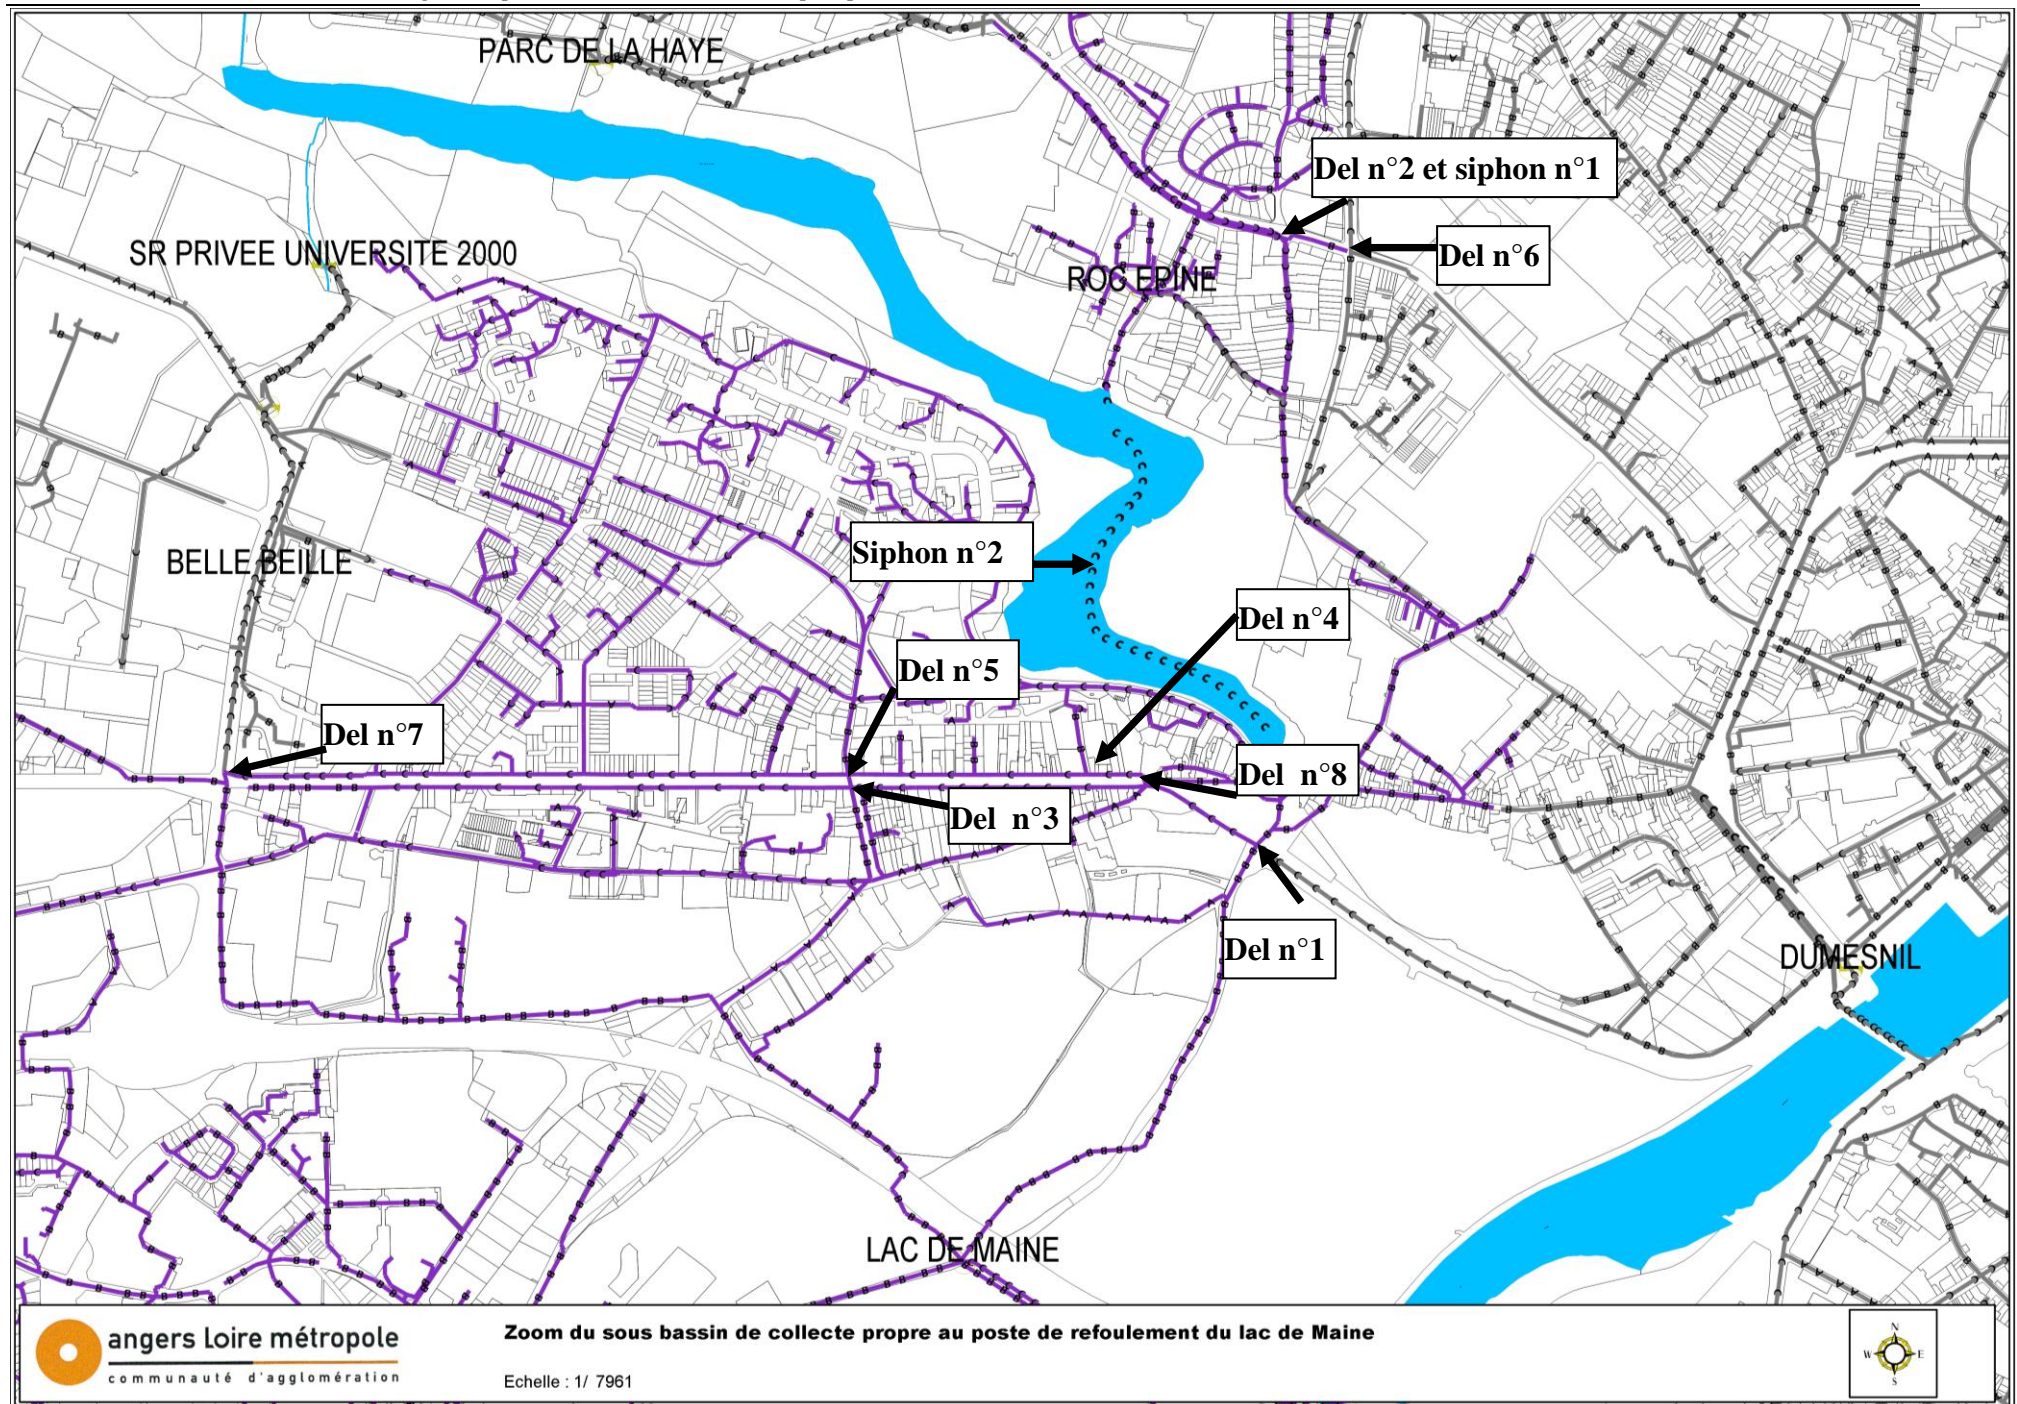 PARC DE LA HAYE
Del n°2 et siphon n°1
SR PRIVEE UNIVERSITE 2000
Del n°6
ROC EPINE
Siphon n°2
BELLE BEILLE
Del n°4
Del n°5
Del n°7
Del n°8
Del n°3
Del n°1
DUMESNIL
LAC DE MAINE
angers Loire métropole
communauté d'agglomération
Zoom du sous bassin de collecte propre au poste de refoulement du lac de Maine
Echelle : 1/ 7961
N
W E
S